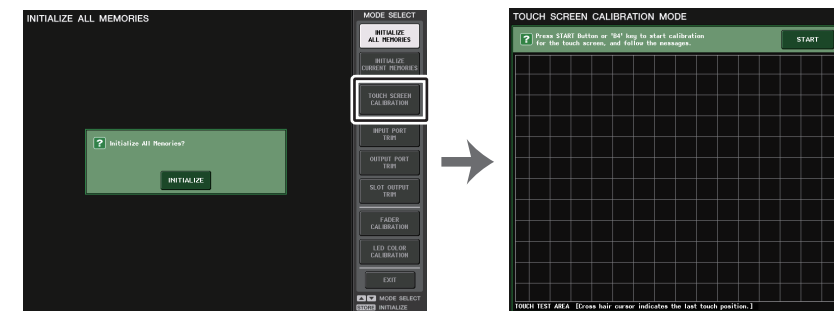 INITIALIZE ALL MEMORIES
Initialize All Memories?
INITIALIZE
MODE SELECT
INITIALIZE
ALL MEMORIES
INITIALIZE
CURRENT MEMORIES
TOUCH SCREEN
CALIBRATION
INPUT PORT
TRIM
OUTPUT PORT
TRIM
SLOT OUTPUT
TRIM
FADER
CALIBRATION
LED COLOR
CALIBRATION
EXIT
MODE SELECT
STORE INITIALIZE
TOUCH SCREEN CALIBRATION MODE
Press START Button or "B4" key to start calibration
for the touch screen, and follow the messages.
START
TOUCH TEST AREA [Cross hair cursor indicates the last touch position.]